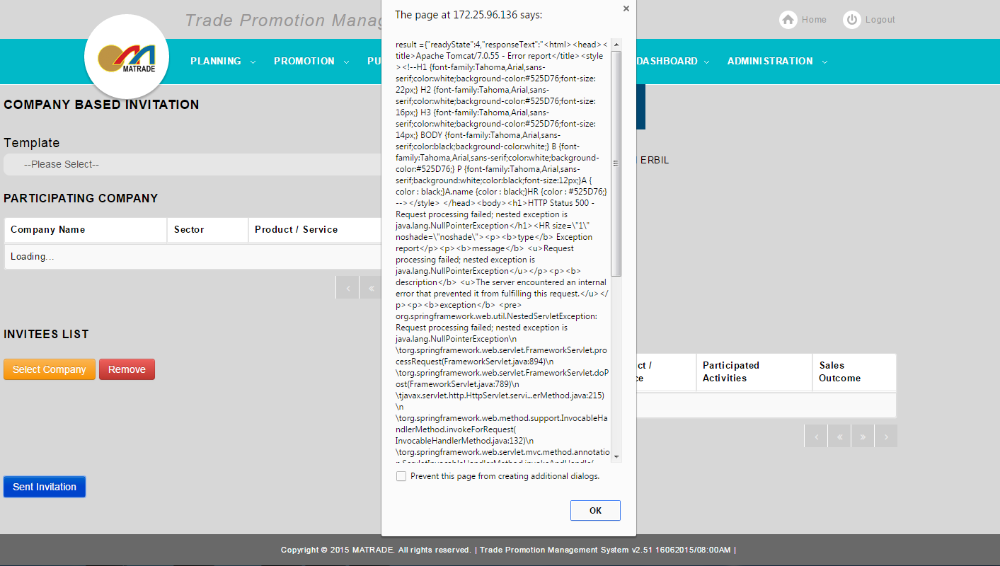 Trade Promotion Mana
Home
Logout
MATRADE
PLANNING
PROMOTION
PU
DASHBOARD
ADMINISTRATION
COMPANY BASED INVITATION
Template
--Please Select--
ERBIL
PARTICIPATING COMPANY
Company Name
Sector
Product / Service
Loading...
‹
«
INVITEES LIST
Select Company
Remove
ct /
ce
Participated
Activities
Sales
Outcome
‹
«
»
›
Sent Invitation
The page at 172.25.96.136 says:
result ={"readyState":4,"responseText":"<html><head><
title>Apache Tomcat/7.0.55 - Error report</title><style
><!--H1 {font-family:Tahoma,Arial,sans-
serif;color:white;background-color:#525D76;font-size:
22px;} H2 {font-family:Tahoma,Arial,sans-
serif;color:white;background-color:#525D76;font-size:
16px;} H3 {font-family:Tahoma,Arial,sans-
serif;color:white;background-color:#525D76;font-size:
14px;} BODY {font-family:Tahoma,Arial,sans-
serif;color:black;background-color:white;} B {font-
family:Tahoma,Arial,sans-serif;color:white;background-
color:#525D76;} P {font-family:Tahoma,Arial,sans-
serif;background:white;color:black;font-size:12px;}A {
color : black;}A.name {color : black;}HR {color : #525D76;}
--></style> </head><body><h1>HTTP Status 500 -
Request processing failed; nested exception is
java.lang.NullPointerException</h1><HR size=\"1\"
noshade=\"noshade\"><p><b>type</b> Exception
report</p><p><b>message</b> <u>Request
processing failed; nested exception is
java.lang.NullPointerException</u></p><p><b>
description</b> <u>The server encountered an internal
error that prevented it from fulfilling this request.</u></
p><p><b>exception</b> <pre>
org.springframework.web.util.NestedServletException:
Request processing failed; nested exception is
java.lang.NullPointerException\n
\torg.springframework.web.servlet.FrameworkServlet.pro
cessRequest(FrameworkServlet.java:894)\n
\torg.springframework.web.servlet.FrameworkServlet.doPo
st(FrameworkServlet.java:789)\n
\tjavax.servlet.http.HttpServlet.servi...erMethod.java:215)
\n
\torg.springframework.web.method.support.InvocableHa
ndlerMethod.invokeForRequest(
InvocableHandlerMethod.java:132)\n
\torg.springframework.web.servlet.mvc.method.annotatio
n.ServletInvocableHandlerMethod.invokeAndHandle(
Prevent this page from creating additional dialogs.
OK
Copyright © 2015 MATRADE. All rights reserved. | Trade Promotion Management System v2.51 16062015/08:00AM |